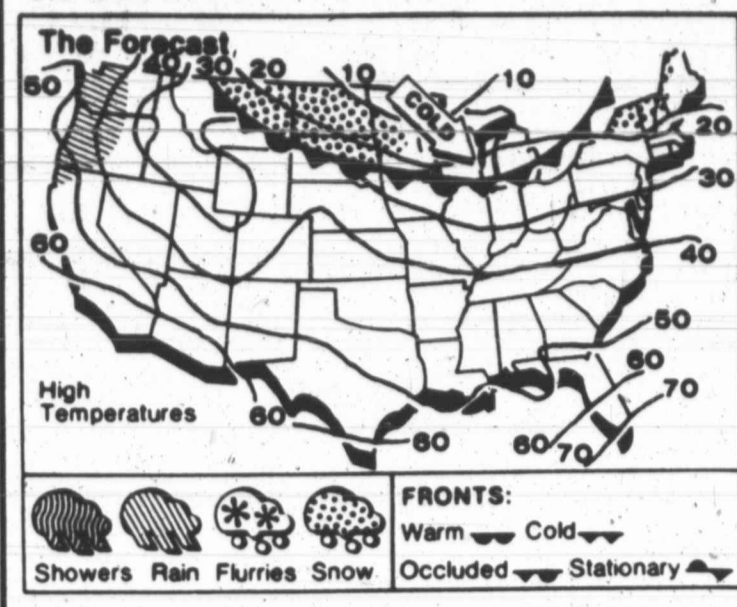 The Forecast
50 40 30 20 10 10
COLD
20
30
60 40
50
60
70
High
Temperatures
60 60 60 70
FRONTS:
Warm Cold
Showers Rain Flurries Snow Occluded Stationary